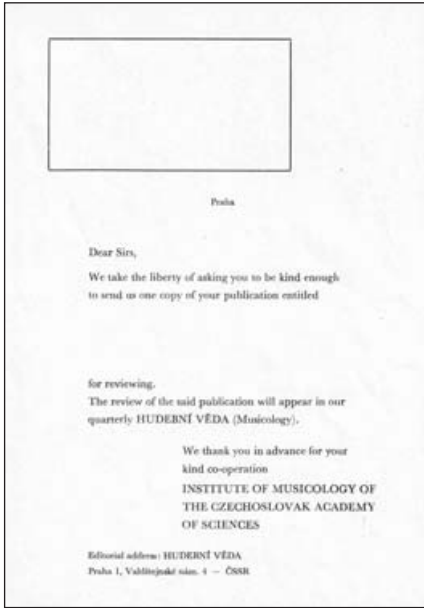 Praha
Dear Sirs,
We take the liberty of asking you to be kind enough
to send us one copy of your publication entitled
for reviewing.
The review of the said publication will appear in our
quarterly HUDEBNÍ VĚDA (Musicology).
We thank you in advance for your
kind co-operation
INSTITUTE OF MUSICOLOGY OF
THE CZECHOSLOVAK ACADEMY
OF SCIENCES
Editorial address: HUDEBNÍ VĚDA
Praha 1, Valdštejnské nám. 4 — ČSSR